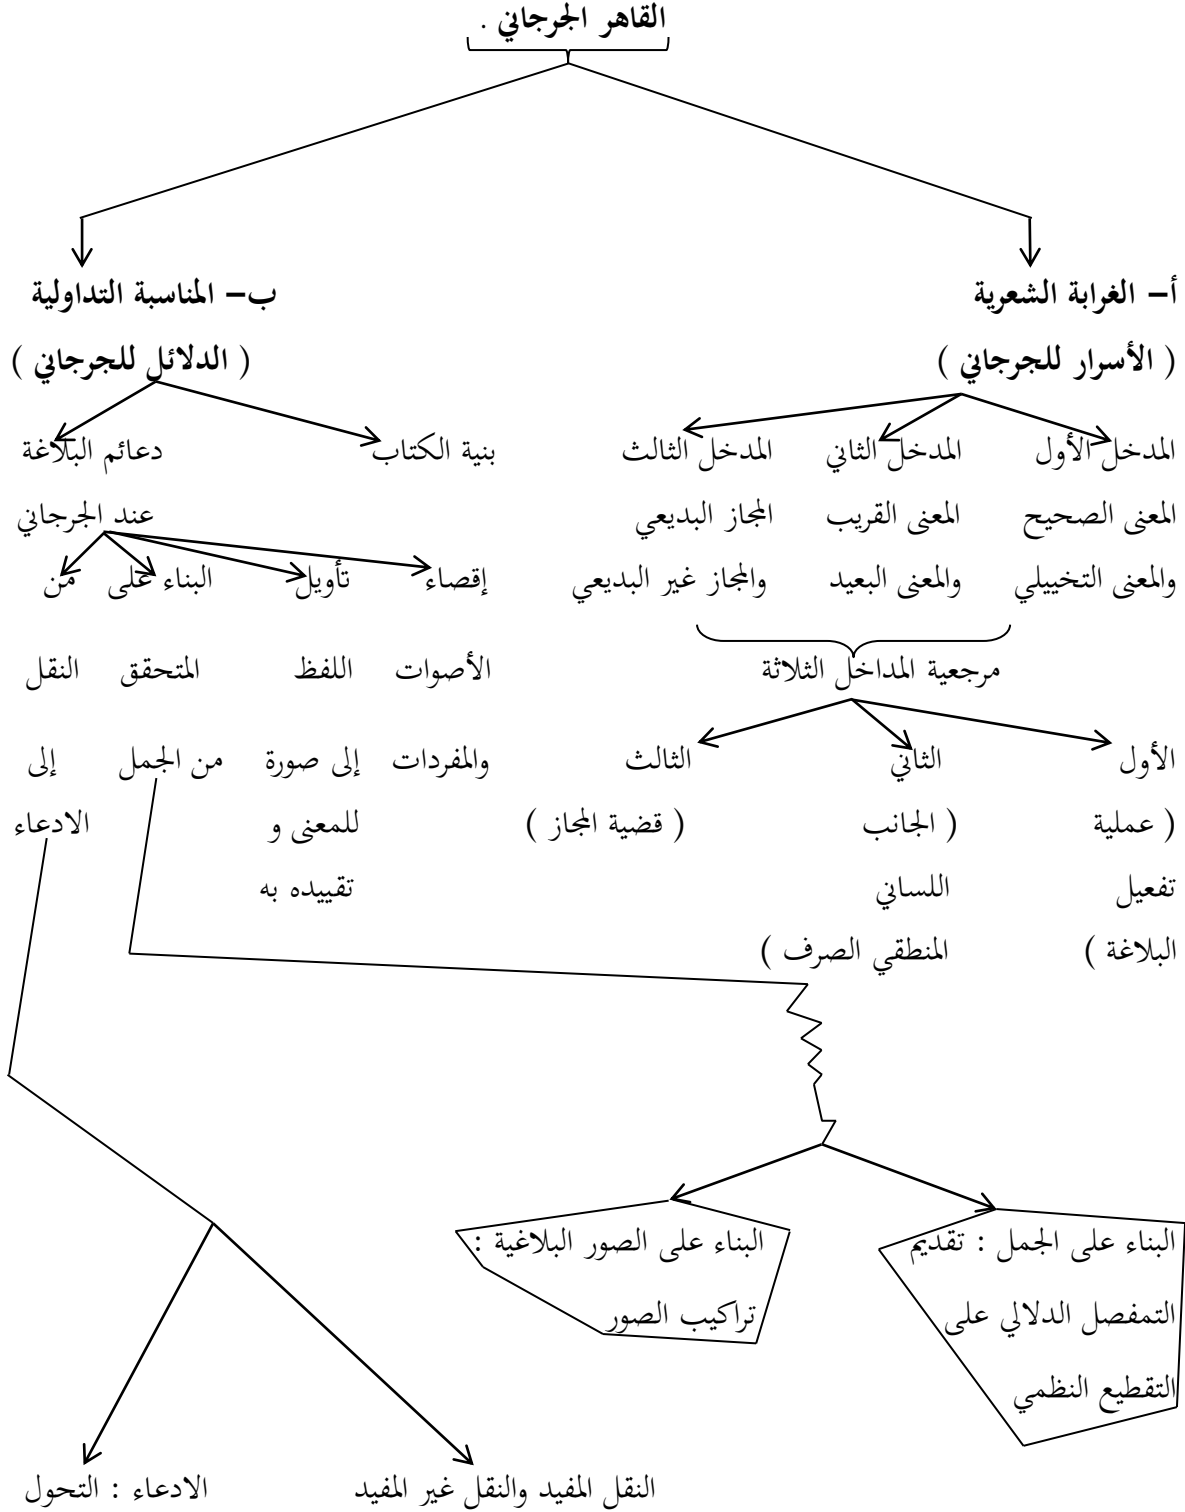 القاهر الجرجاني .
أ– الغرابة الشعرية
( الأسرار للجرجاني )
ب– المناسبة التداولية
( الدلائل للجرجاني )
المدخل الأول
المعنى الصحيح
والمعنى التخييلي
المدخل الثاني
المعنى القريب
والمعنى البعيد
المدخل الثالث
المجاز البديعي
والمجاز غير البديعي
مرجعية المداخل الثلاثة
الأول
( عملية
تفعيل
البلاغة )
الثاني
( الجانب
اللساني
المنطقي الصرف )
الثالث
( قضية المجاز )
بنية الكتاب
دعائم البلاغة
عند الجرجاني
إقصاء
الأصوات
والمفردات
تأويل
اللفظ
إلى صورة
للمعنى و
تقييده به
البناء على
المتحقق
من الجمل
من
النقل
إلى
الادعاء
البناء على الجمل : تقديم
التمفصل الدلالي على
التقطيع النظمي
البناء على الصور البلاغية :
تراكيب الصور
النقل المفيد والنقل غير المفيد
الادعاء : التحول